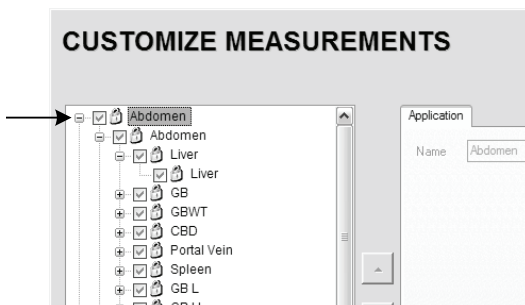 CUSTOMIZE MEASUREMENTS
Abdomen
Abdomen
Liver
Liver
GB
GBWT
CBD
Portal Vein
Spleen
GB L
Application
Name Abdomen